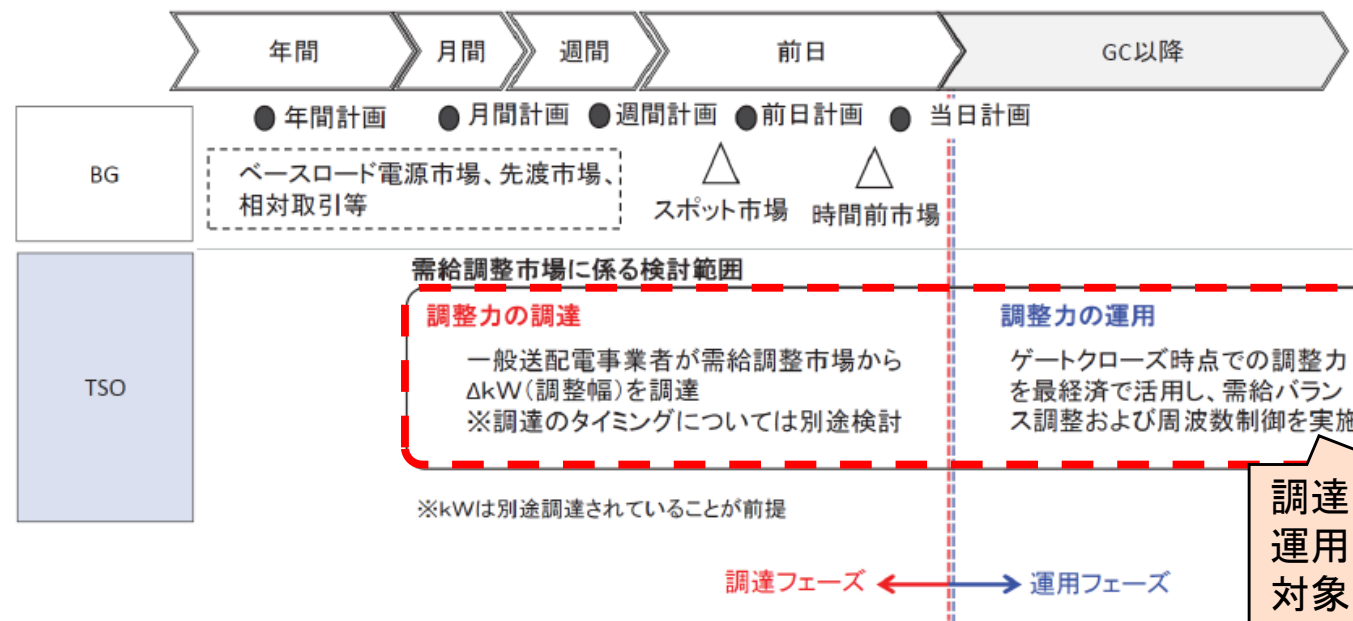 年間
月間
週間
前日
GC以降
BG
年間計画
月間計画
週間計画
前日計画
当日計画
ベースロード電源市場、先渡市場、
相対取引等
スポット市場
時間前市場
TSO
需給調整市場に係る検討範囲
調整力の調達
一般送配電事業者が需給調整市場から
ΔkW(調整幅)を調達
※調達のタイミングについては別途検討
調整力の運用
ゲートクローズ時点での調整力
を最経済で活用し、需給バラン
ス調整および周波数制御を実施
※kWは別途調達されていることが前提
調達
運用
対象
調達フェーズ
運用フェーズ